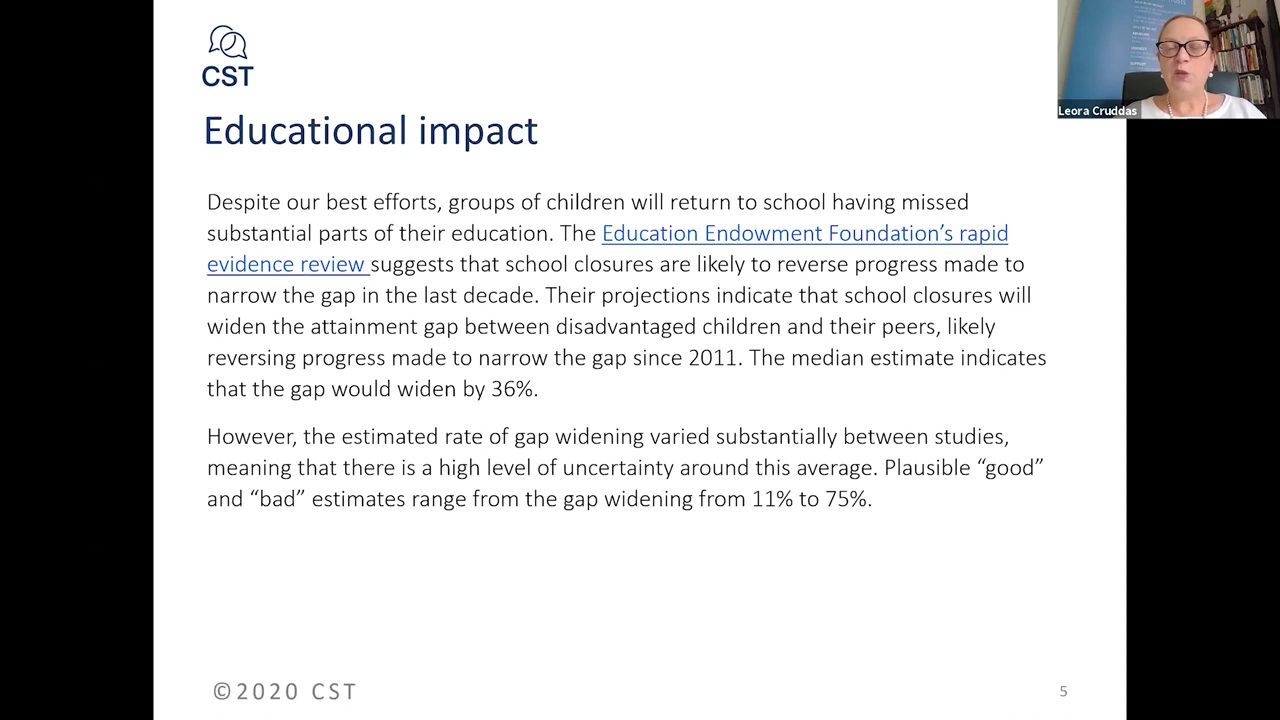 CST
Leora Cruddas
Educational impact
Despite our best efforts, groups of children will return to school having missed
substantial parts of their education. The Education Endowment Foundation’s rapid
evidence review suggests that school closures are likely to reverse progress made to
narrow the gap in the last decade. Their projections indicate that school closures will
widen the attainment gap between disadvantaged children and their peers, likely
reversing progress made to narrow the gap since 2011. The median estimate indicates
that the gap would widen by 36%.
However, the estimated rate of gap widening varied substantially between studies,
meaning that there is a high level of uncertainty around this average. Plausible “good”
and “bad” estimates range from the gap widening from 11% to 75%.
©2020 CST
5